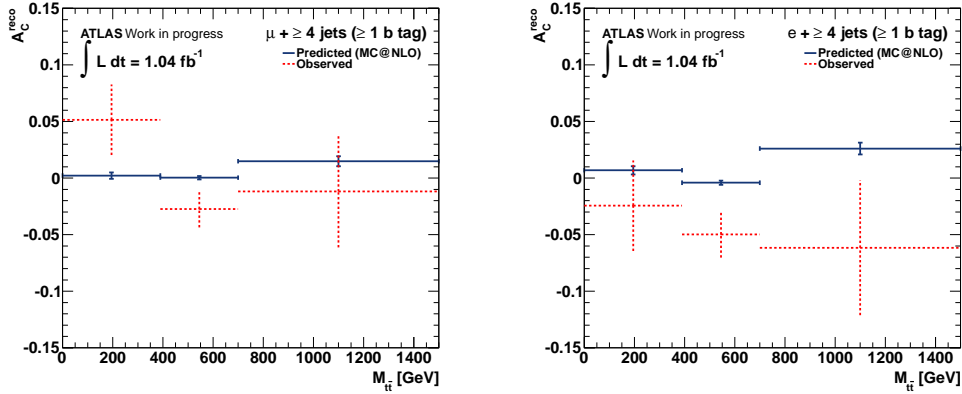 A_C^reco
0.15
0.1
0.05
0
-0.05
-0.1
-0.15
ATLAS Work in progress
∫ L dt = 1.04 fb^-1
μ + ≥ 4 jets (≥ 1 b tag)
Predicted (MC@NLO)
Observed
0 200 400 600 800 1000 1200 1400
M_tt̄ [GeV]
A_C^reco
0.15
0.1
0.05
0
-0.05
-0.1
-0.15
ATLAS Work in progress
∫ L dt = 1.04 fb^-1
e + ≥ 4 jets (≥ 1 b tag)
Predicted (MC@NLO)
Observed
0 200 400 600 800 1000 1200 1400
M_tt̄ [GeV]